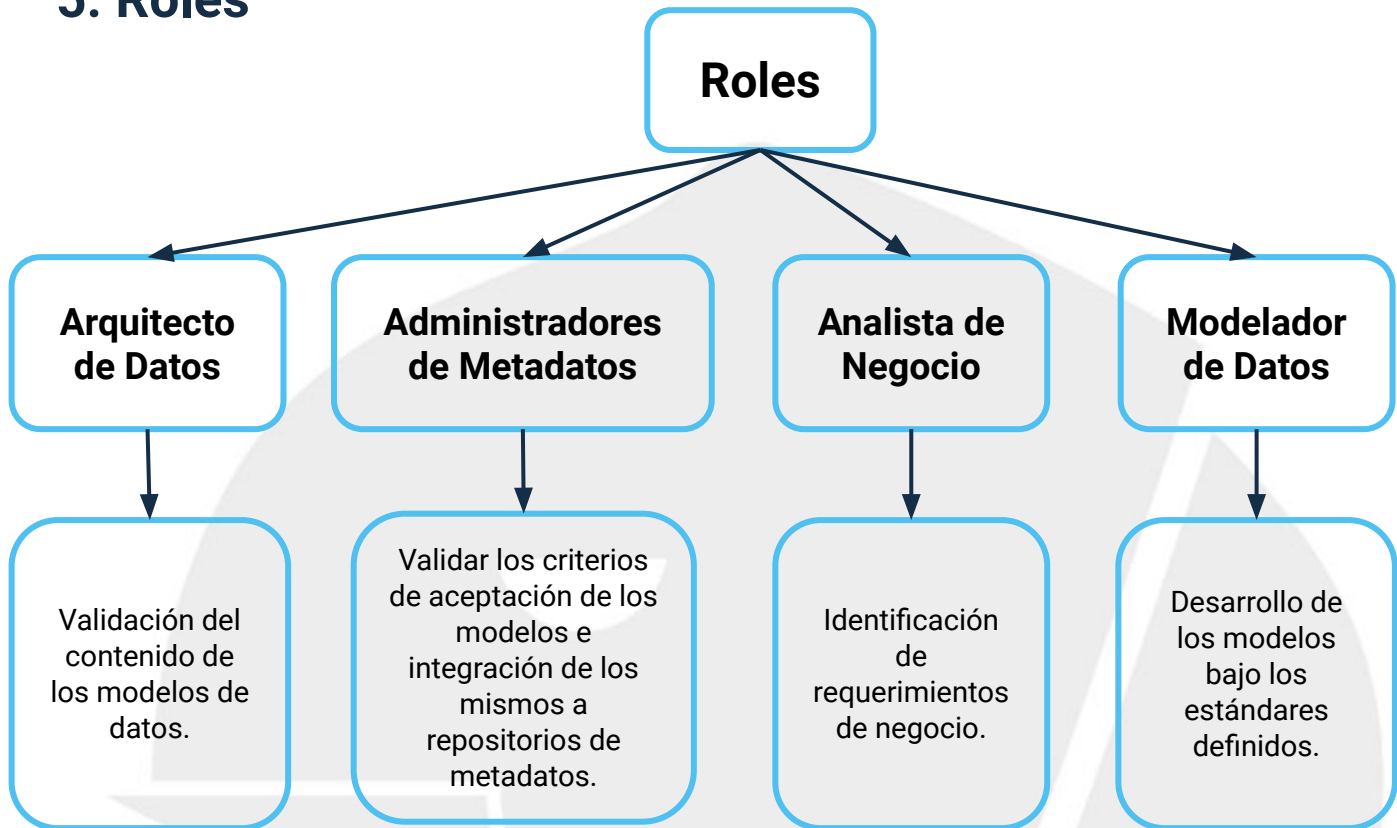 Roles
Roles
Arquitecto
de Datos
Administradores
de Metadatos
Analista de
Negocio
Modelador
de Datos
Validación del
contenido de
los modelos de
datos.
Validar los criterios
de aceptación de los
modelos e
integración de los
mismos a
repositorios de
metadatos.
Identificación
de
requerimientos
de negocio.
Desarrollo de
los modelos
bajo los
estándares
definidos.